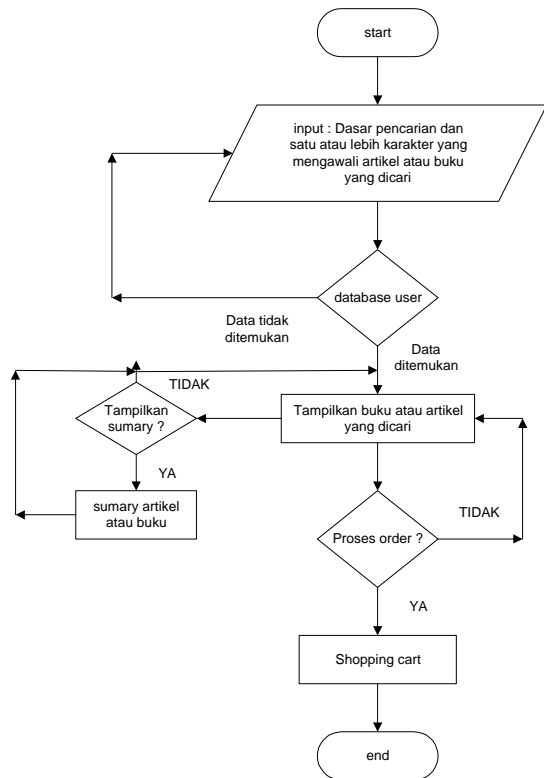 start
input : Dasar pencarian dan
satu atau lebih karakter yang
mengawali artikel atau buku
yang dicari
database user
Data tidak
ditemukan
Data
ditemukan
TIDAK
Tampilkan
sumary ?
Tampilkan buku atau artikel
yang dicari
YA
sumary artikel
atau buku
TIDAK
Proses order ?
YA
Shopping cart
end